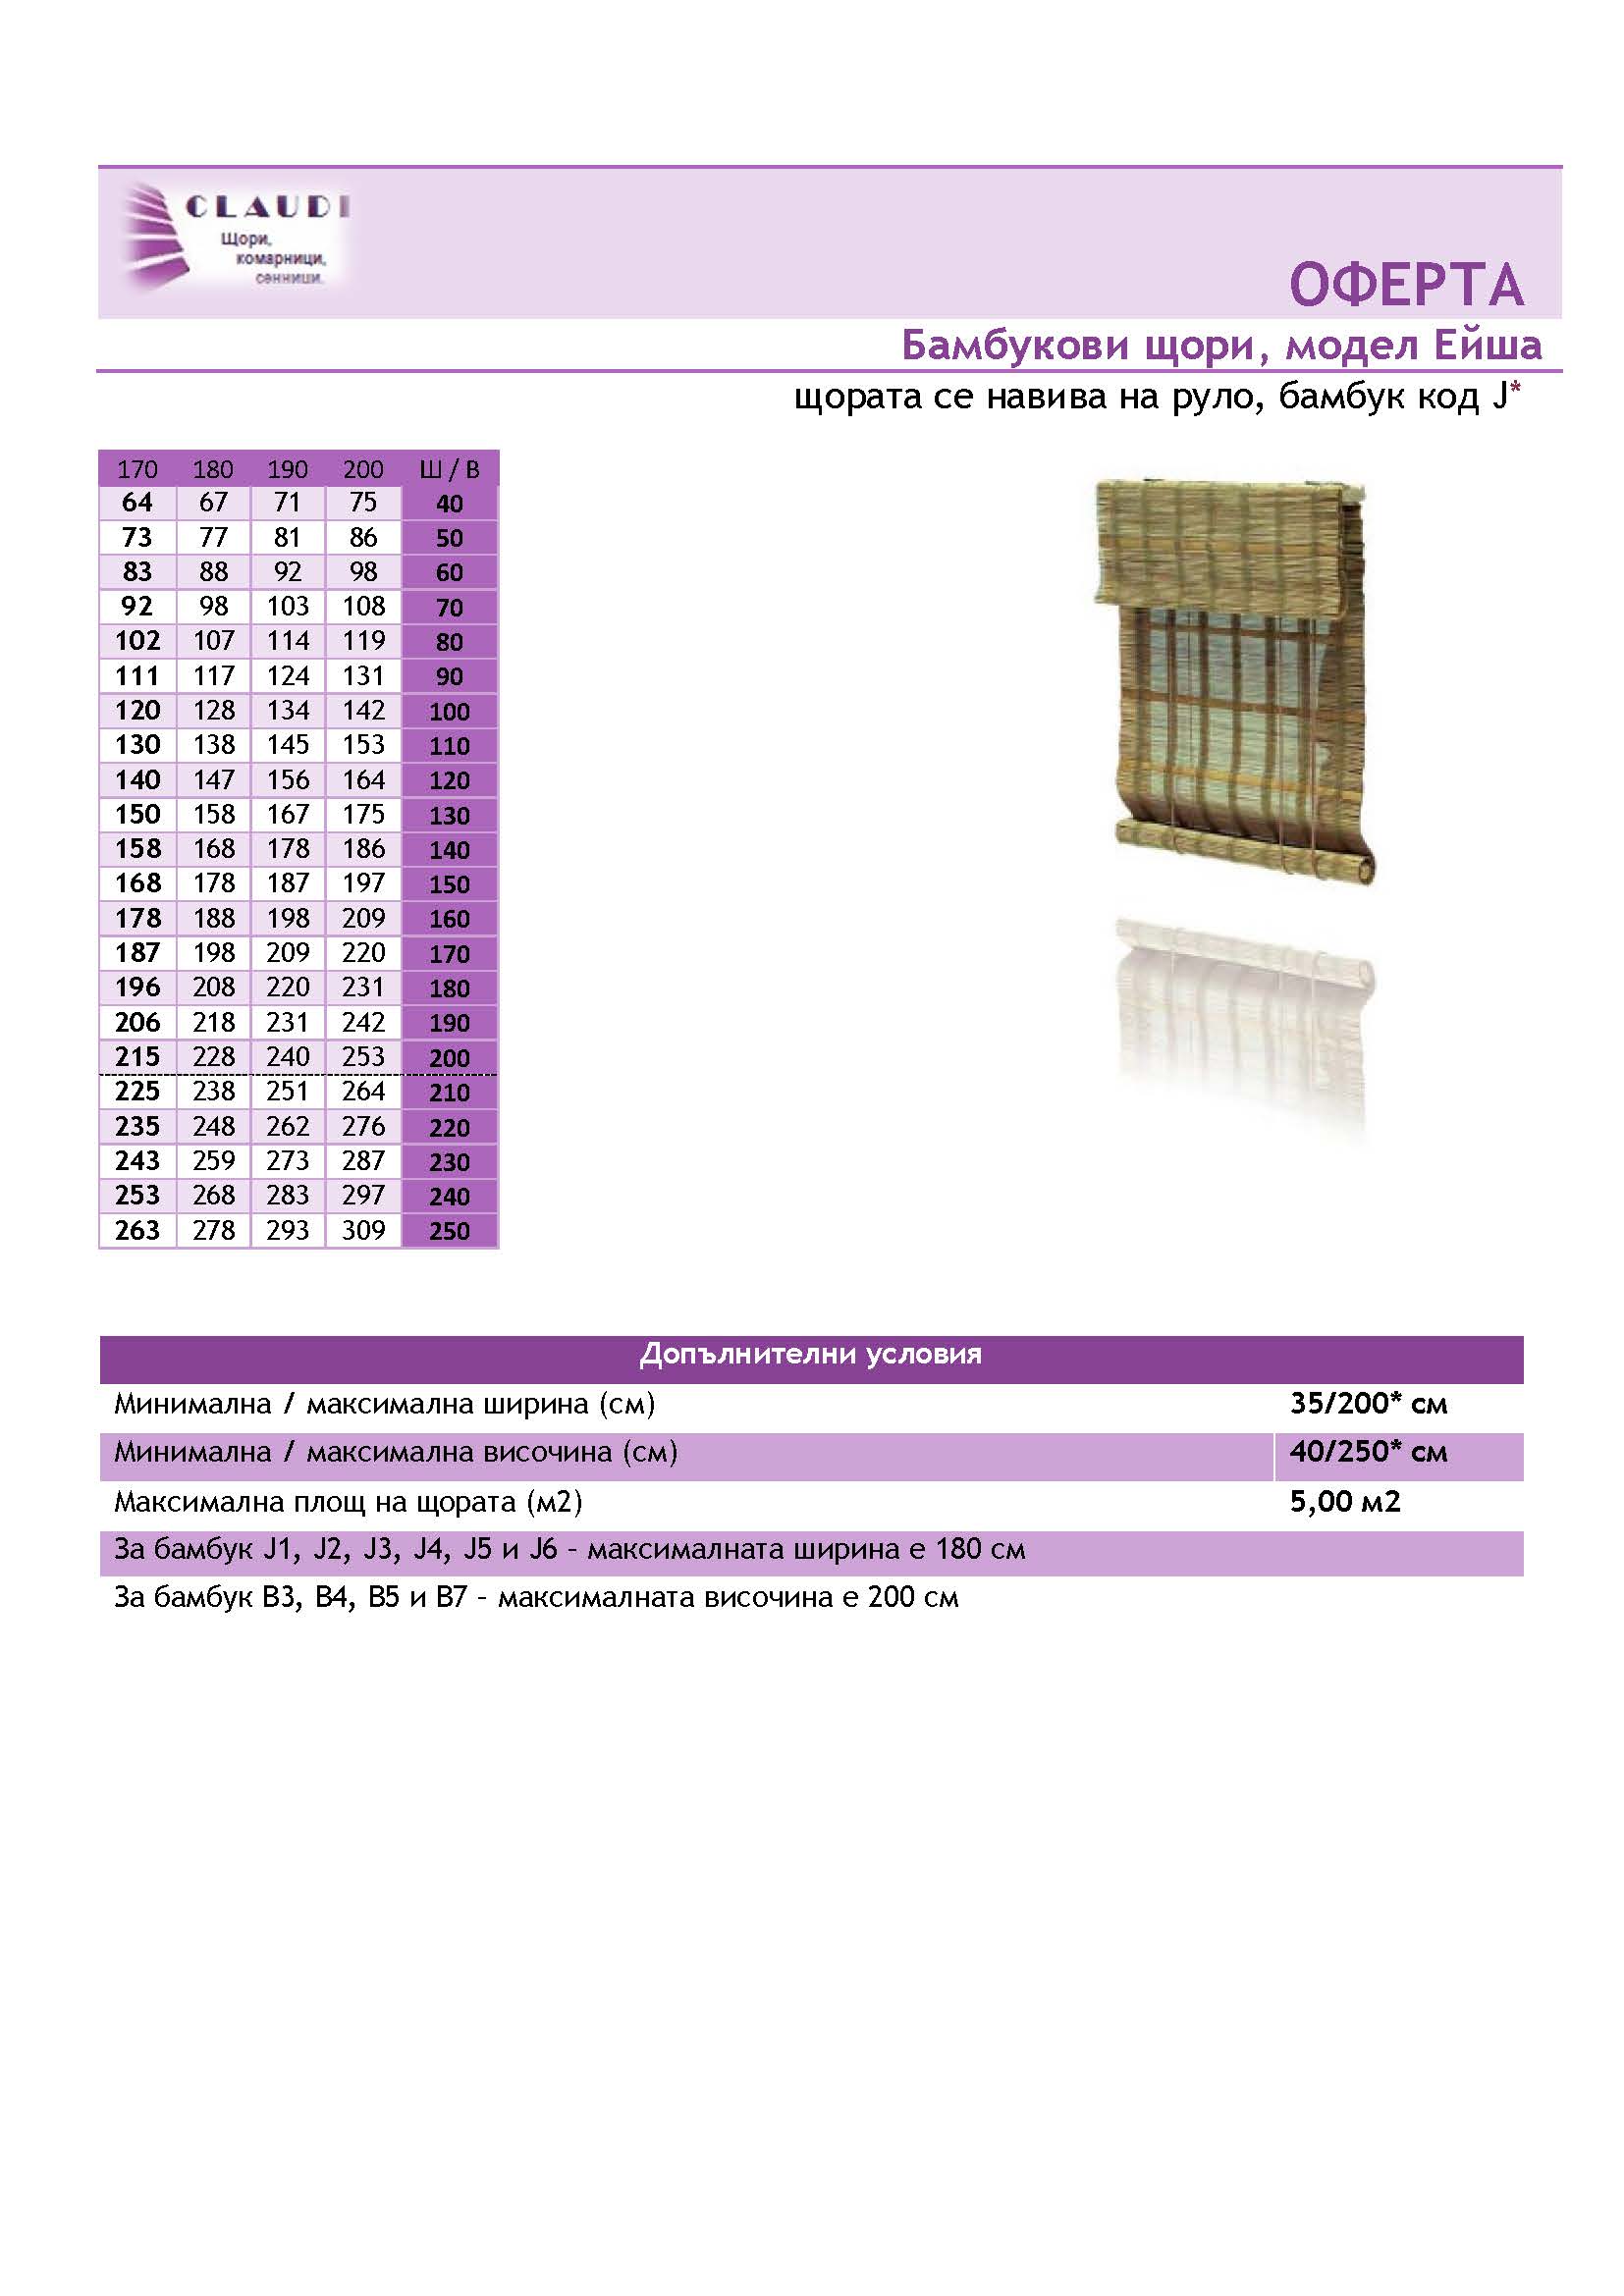 CLAUDI
Щори,
комарници,
сенници.
ОФЕРТА
Бамбукови щори, модел Ейша
щората се навива на руло, бамбук код J*
170 180 190 200 Ш / В
64 67 71 75 40
73 77 81 86 50
83 88 92 98 60
92 98 103 108 70
102 107 114 119 80
111 117 124 131 90
120 128 134 142 100
130 138 145 153 110
140 147 156 164 120
150 158 167 175 130
158 168 178 186 140
168 178 187 197 150
178 188 198 209 160
187 198 209 220 170
196 208 220 231 180
206 218 231 242 190
215 228 240 253 200
225 238 251 264 210
235 248 262 276 220
243 259 273 287 230
253 268 283 297 240
263 278 293 309 250
Допълнителни условия
Минимална / максимална ширина (см) 35/200* см
Минимална / максимална височина (см) 40/250* см
Максимална площ на щората (м2) 5,00 м2
За бамбук J1, J2, J3, J4, J5 и J6 - максималната ширина е 180 см
За бамбук B3, B4, B5 и B7 - максималната височина е 200 см